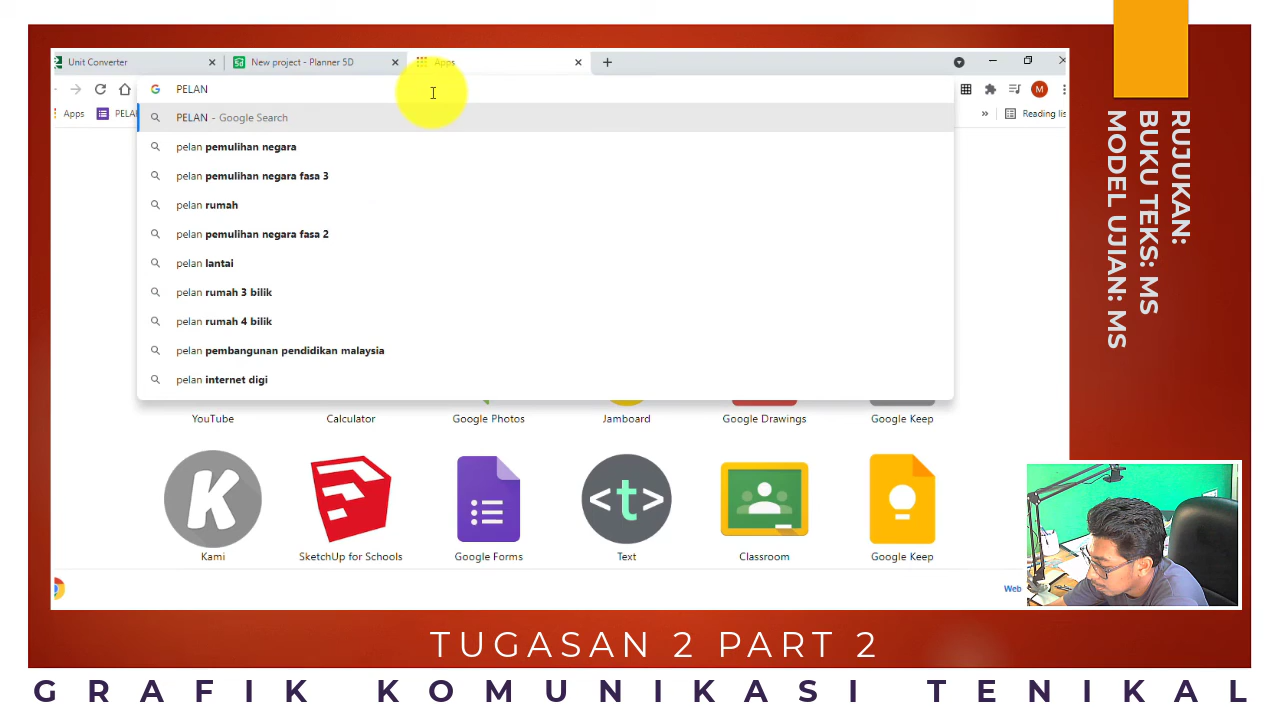 Unit Converter
New project - Planner 5D
Apps
PELAN
M
Apps
Reading lis
PELAN - Google Search
pelan pemulihan negara
pelan pemulihan negara fasa 3
pelan rumah
pelan pemulihan negara fasa 2
pelan lantai
pelan rumah 3 bilik
pelan rumah 4 bilik
pelan pembangunan pendidikan malaysia
pelan internet digi
YouTube
Calculator
Google Photos
Jamboard
Google Drawings
Google Keep
K
<t>
Kami
SketchUp for Schools
Google Forms
Text
Classroom
Google Keep
Web
RUJUKAN:
BUKU TEKS: MS
MODEL UJIAN: MS
TUGASAN 2 PART 2
GRAFIK KOMUNIKASI TENIKAL